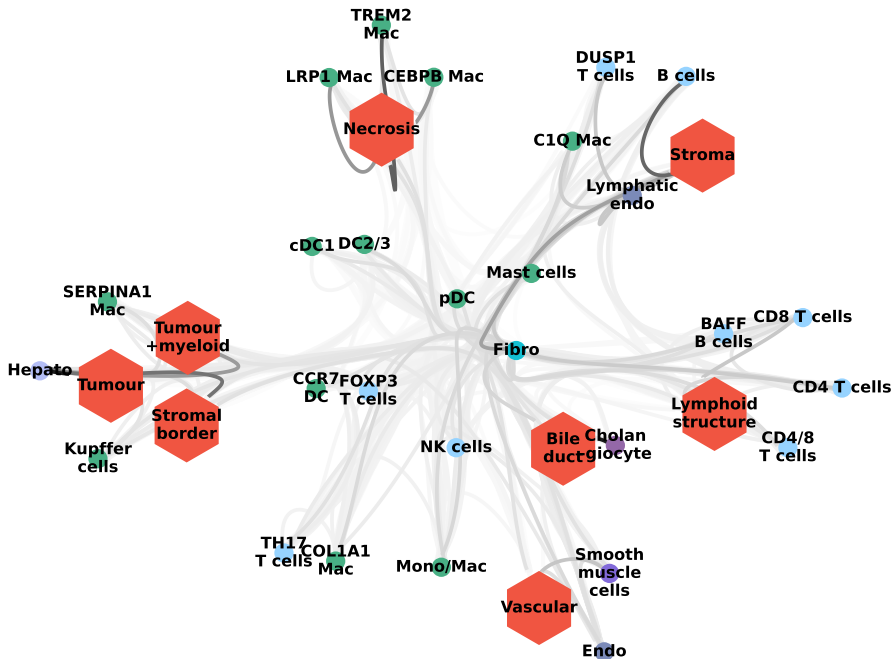 TREM2
Mac
LRP1 Mac
CEBPB Mac
DUSP1
T cells
B cells
Necrosis
C1Q Mac
Stroma
Lymphatic
endo
cDC1
DC2/3
Mast cells
pDC
SERPINA1
Mac
Tumour
+myeloid
Hepato
Tumour
Stromal
border
Kupffer
cells
CCR7
DC
FOXP3
T cells
Fibro
BAFF
B cells
CD8 T cells
CD4 T cells
Lymphoid
structure
CD4/8
T cells
NK cells
Bile
duct
Cholan
-giocyte
TH17
T cells
COL1A1
Mac
Mono/Mac
Smooth
muscle
cells
Vascular
Endo